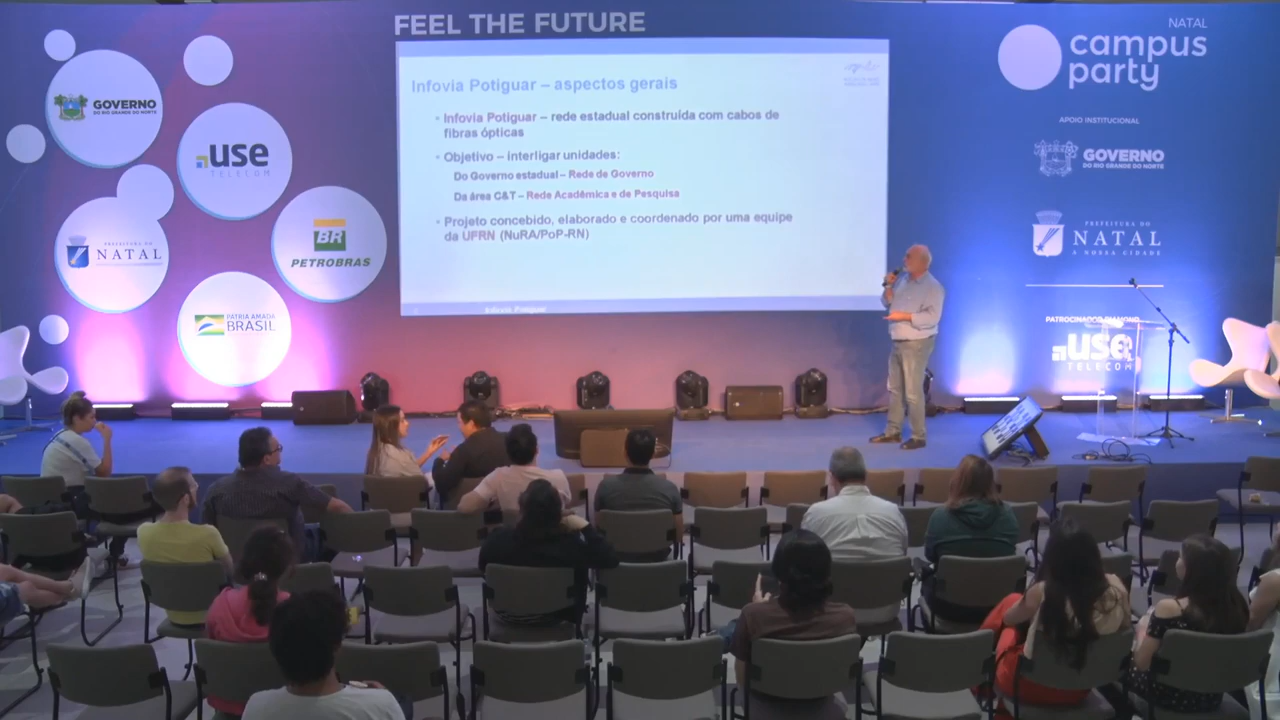 FEEL THE FUTURE
NATAL
campus
party
APOIO INSTITUCIONAL
GOVERNO
DO RIO GRANDE DO NORTE
PREFEITURA DO
NATAL
A NOSSA CIDADE
PATROCINADOR DIAMOND
use
TELECOM
GOVERNO
DO RIO GRANDE DO NORTE
use
TELECOM
PREFEITURA DO
NATAL
BR
PETROBRAS
PATRIA AMADA
BRASIL
Infovia Potiguar – aspectos gerais
Infovia Potiguar – rede estadual construída com cabos de
fibras ópticas
Objetivo – interligar unidades:
Do Governo estadual – Rede de Governo
Da área C&T – Rede Acadêmica e de Pesquisa
Projeto concebido, elaborado e coordenado por uma equipe
da UFRN (NuRA/PoP-RN)
Infovia Potiguar